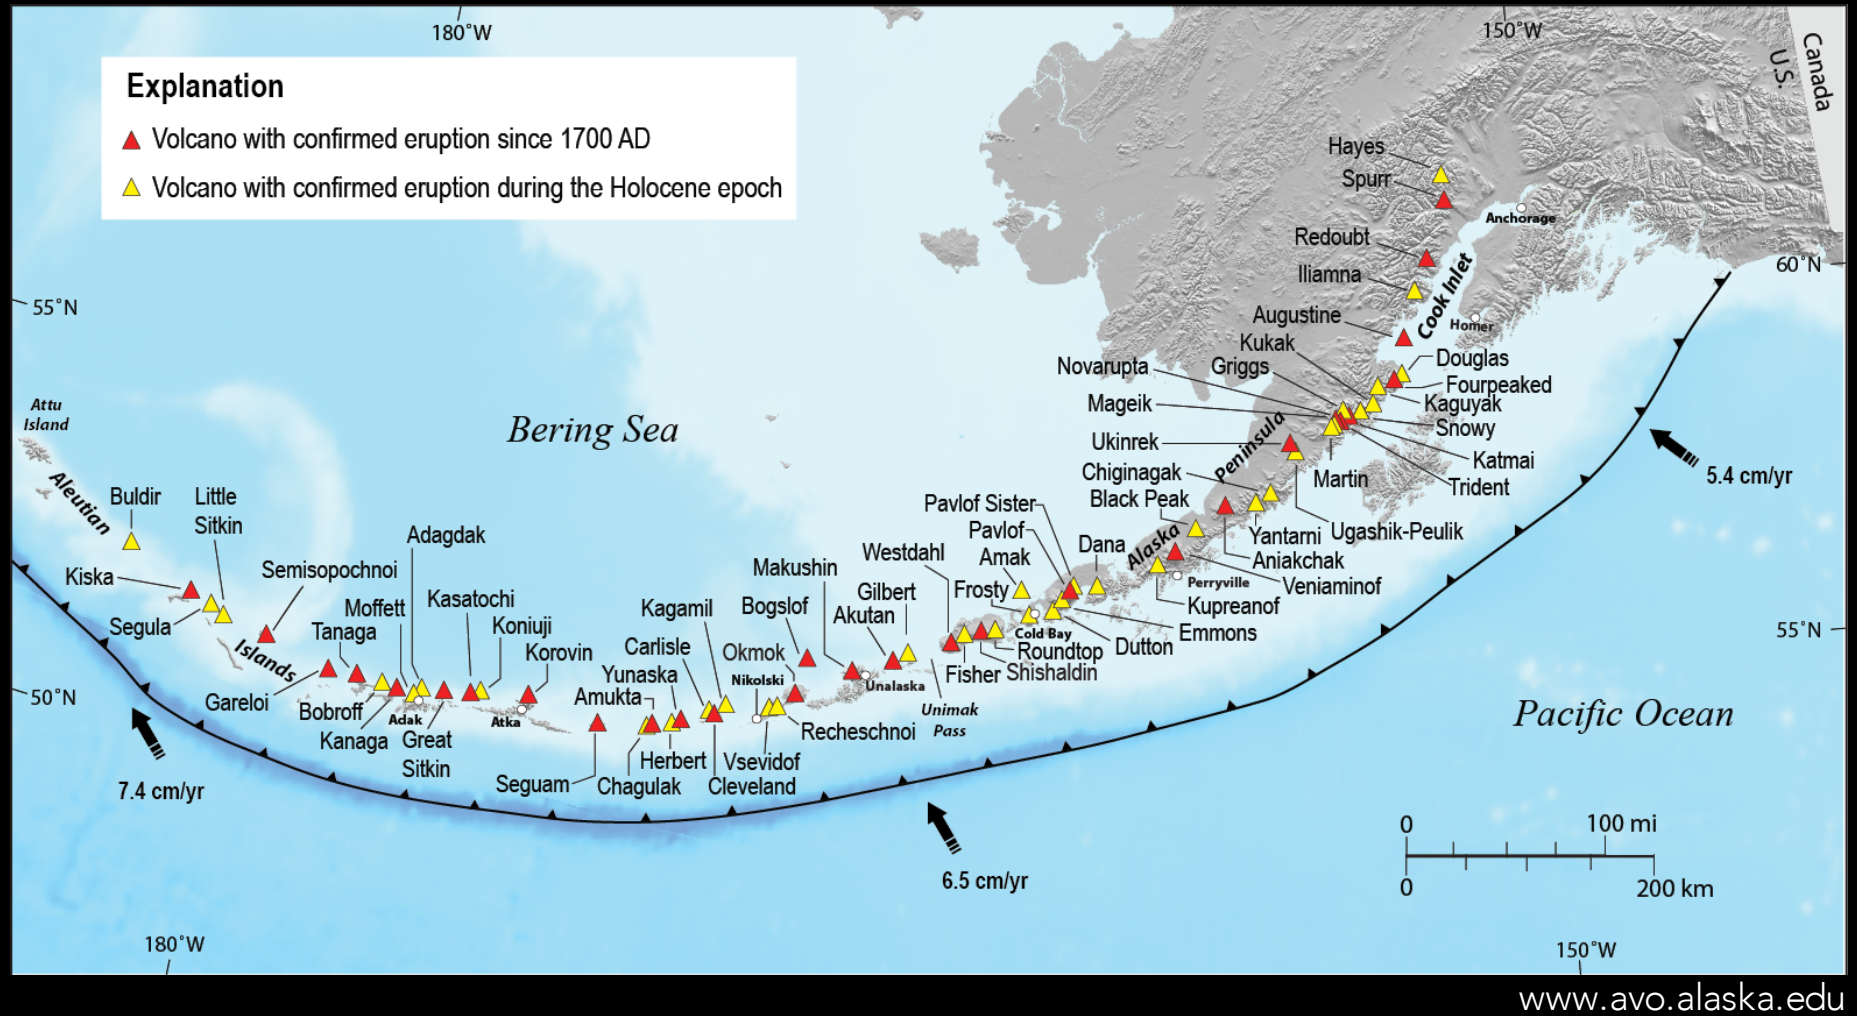 180°W
150°W
Canada
U.S.
Explanation
Volcano with confirmed eruption since 1700 AD
Volcano with confirmed eruption during the Holocene epoch
Hayes
Spurr
Anchorage
Redoubt
60°N
Iliamna
Cook Inlet
55°N
Augustine
Homer
Kukak
Novarupta
Griggs
Douglas
Fourpeaked
Mageik
Kaguyak
Attu
Island
Bering Sea
Snowy
Ukinrek
Peninsula
Katmai
Chiginagak
Martin
Trident
5.4 cm/yr
Aleutian
Buldir
Little
Sitkin
Black Peak
Pavlof Sister
Pavlof
Yantarni
Ugashik-Peulik
Adagdak
Amak
Dana
Alaska
Aniakchak
Westdahl
Makushin
Kiska
Semisopochnoi
Perryville
Veniaminof
Frosty
Gilbert
Kasatochi
Moffett
Kagamil
Bogslof
Akutan
Kupreanof
Segula
Tanaga
Koniuji
Cold Bay
Emmons
Islands
Korovin
Carlisle
Okmok
Roundtop
Dutton
55°N
Yunaska
Nikolski
Unalaska
Fisher
Shishaldin
50°N
Gareloi
Amukta
Bobroff
Adak
Atka
Unimak
Pass
Pacific Ocean
Kanaga
Great
Sitkin
Recheschnoi
Herbert
Vsevidof
Seguam
Chagulak
Cleveland
7.4 cm/yr
6.5 cm/yr
0
100 mi
0
200 km
180°W
150°W
www.avo.alaska.edu